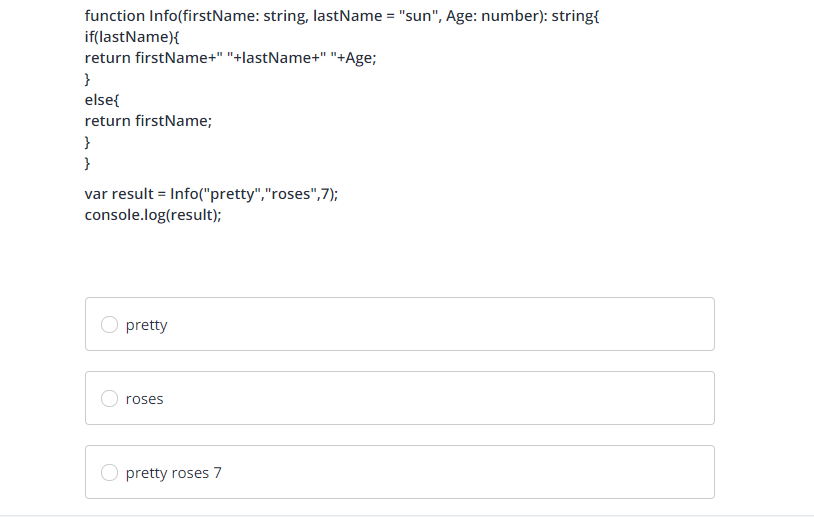 function Info(firstName: string, lastName = "sun", Age: number): string{
if(lastName){
return firstName+" "+lastName+" "+Age;
}
else{
return firstName;
}
}
var result = Info("pretty","roses",7);
console.log(result);
pretty
roses
pretty roses 7